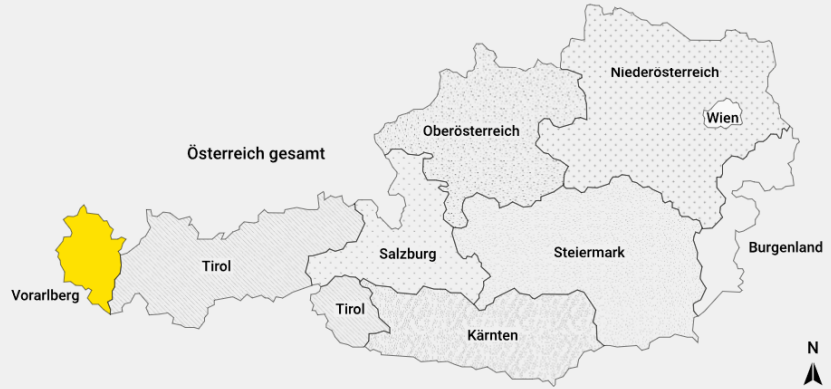 Niederösterreich
Wien
Oberösterreich
Österreich gesamt
Burgenland
Salzburg
Steiermark
Tirol
Vorarlberg
Tirol
Kärnten
N